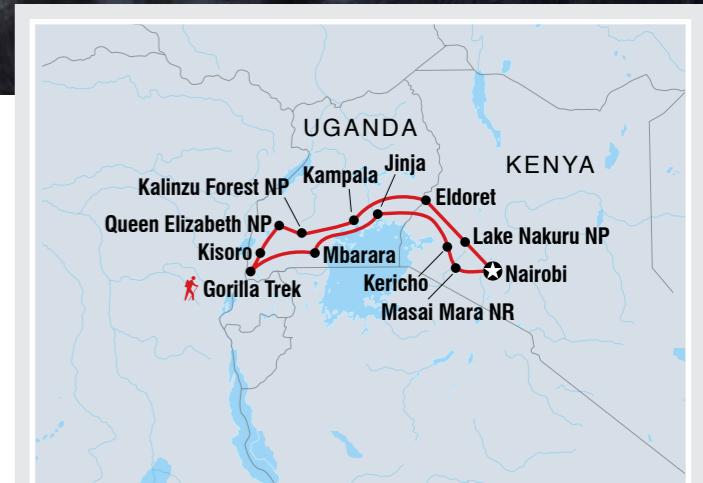 UGANDA
KENYA
Jinja
Kampala
Kalinzu Forest NP
Eldoret
Queen Elizabeth NP
Lake Nakuru NP
Kisoro
Mbarara
Kericho
Nairobi
Gorilla Trek
Masai Mara NR